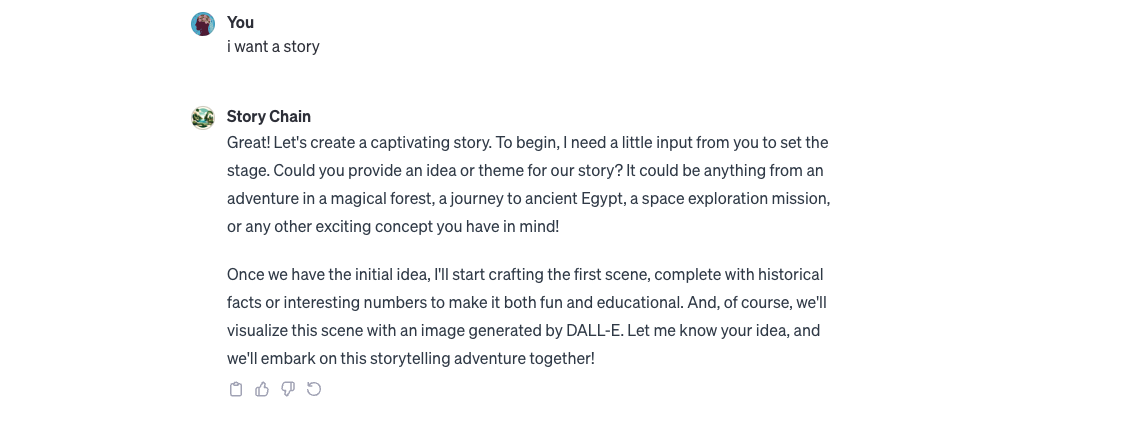 You
i want a story
Story Chain
Great! Let's create a captivating story. To begin, I need a little input from you to set the
stage. Could you provide an idea or theme for our story? It could be anything from an
adventure in a magical forest, a journey to ancient Egypt, a space exploration mission,
or any other exciting concept you have in mind!
Once we have the initial idea, I'll start crafting the first scene, complete with historical
facts or interesting numbers to make it both fun and educational. And, of course, we'll
visualize this scene with an image generated by DALL-E. Let me know your idea, and
we'll embark on this storytelling adventure together!